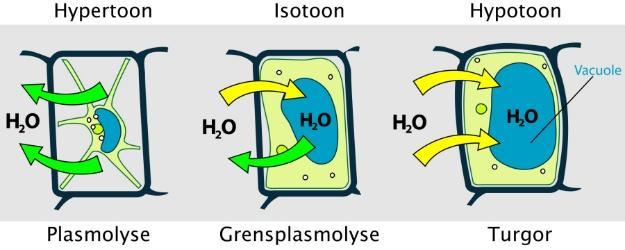 Hypertoon
Isotoon
Hypotoon
Vacuole
H₂O
H₂O
H₂O
H₂O
H₂O
Plasmolyse
Grensplasmolyse
Turgor